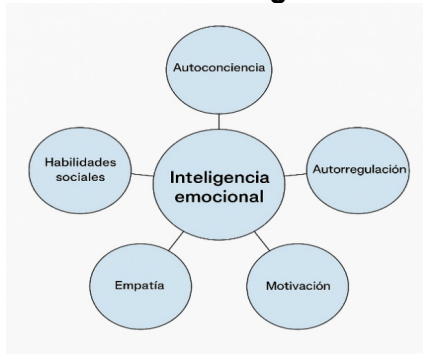 Autoconciencia
Habilidades
sociales
Inteligencia
emocional
Autorregulación
Empatía
Motivación